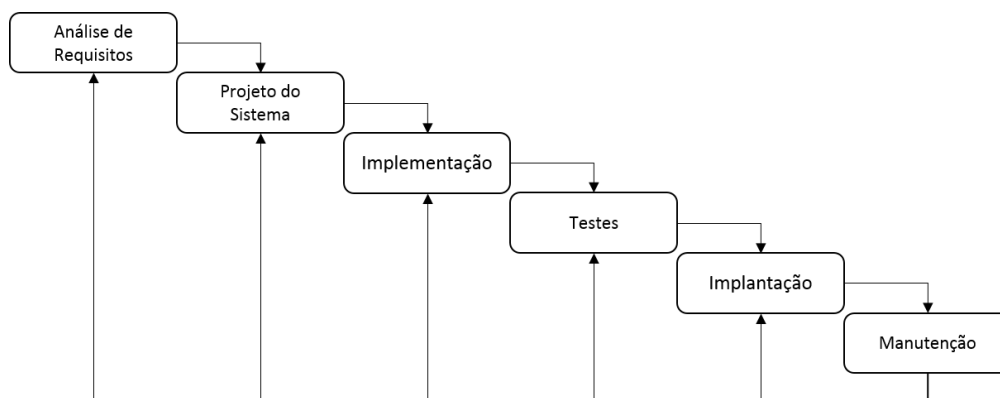 Análise de
Requisitos
Projeto do
Sistema
Implementação
Testes
Implantação
Manutenção